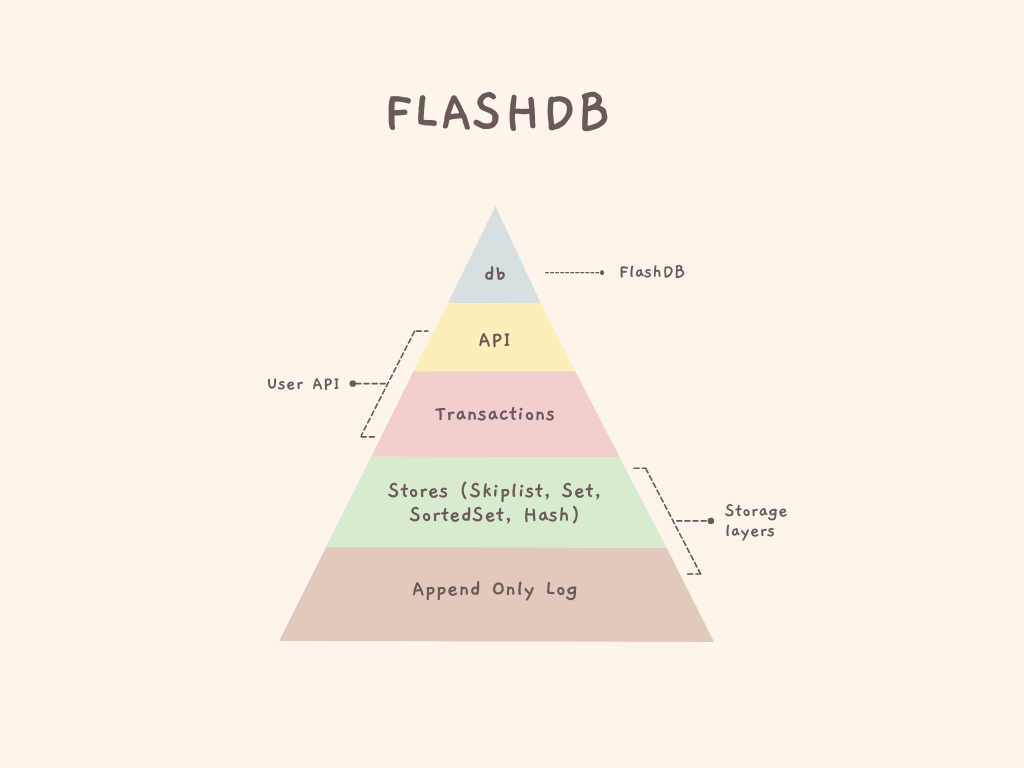 FLASHDB
db
FlashDB
API
User API
Transactions
Stores (Skiplist, Set,
SortedSet, Hash)
Storage
layers
Append Only Log